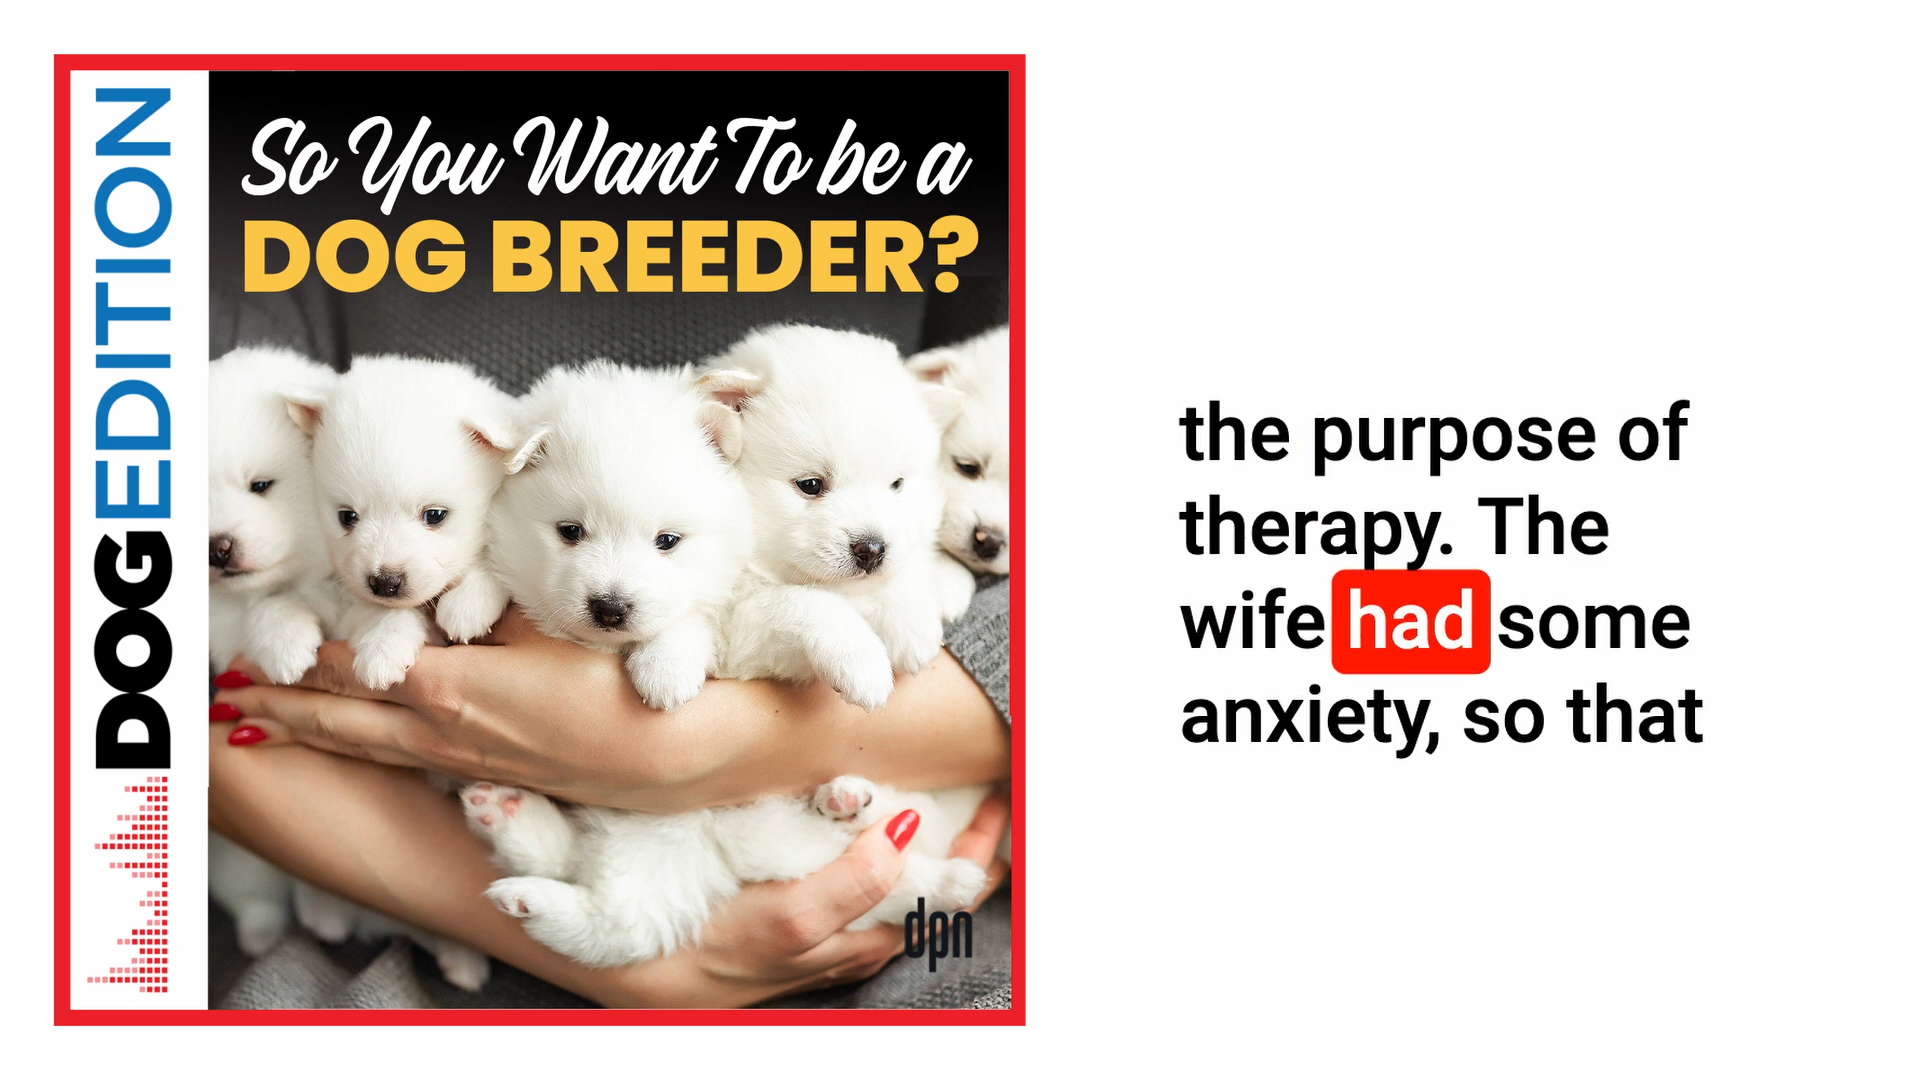 DOGEDITION
So You Want To be a
DOG BREEDER?
dpn
the purpose of
therapy. The
wife had some
anxiety, so that